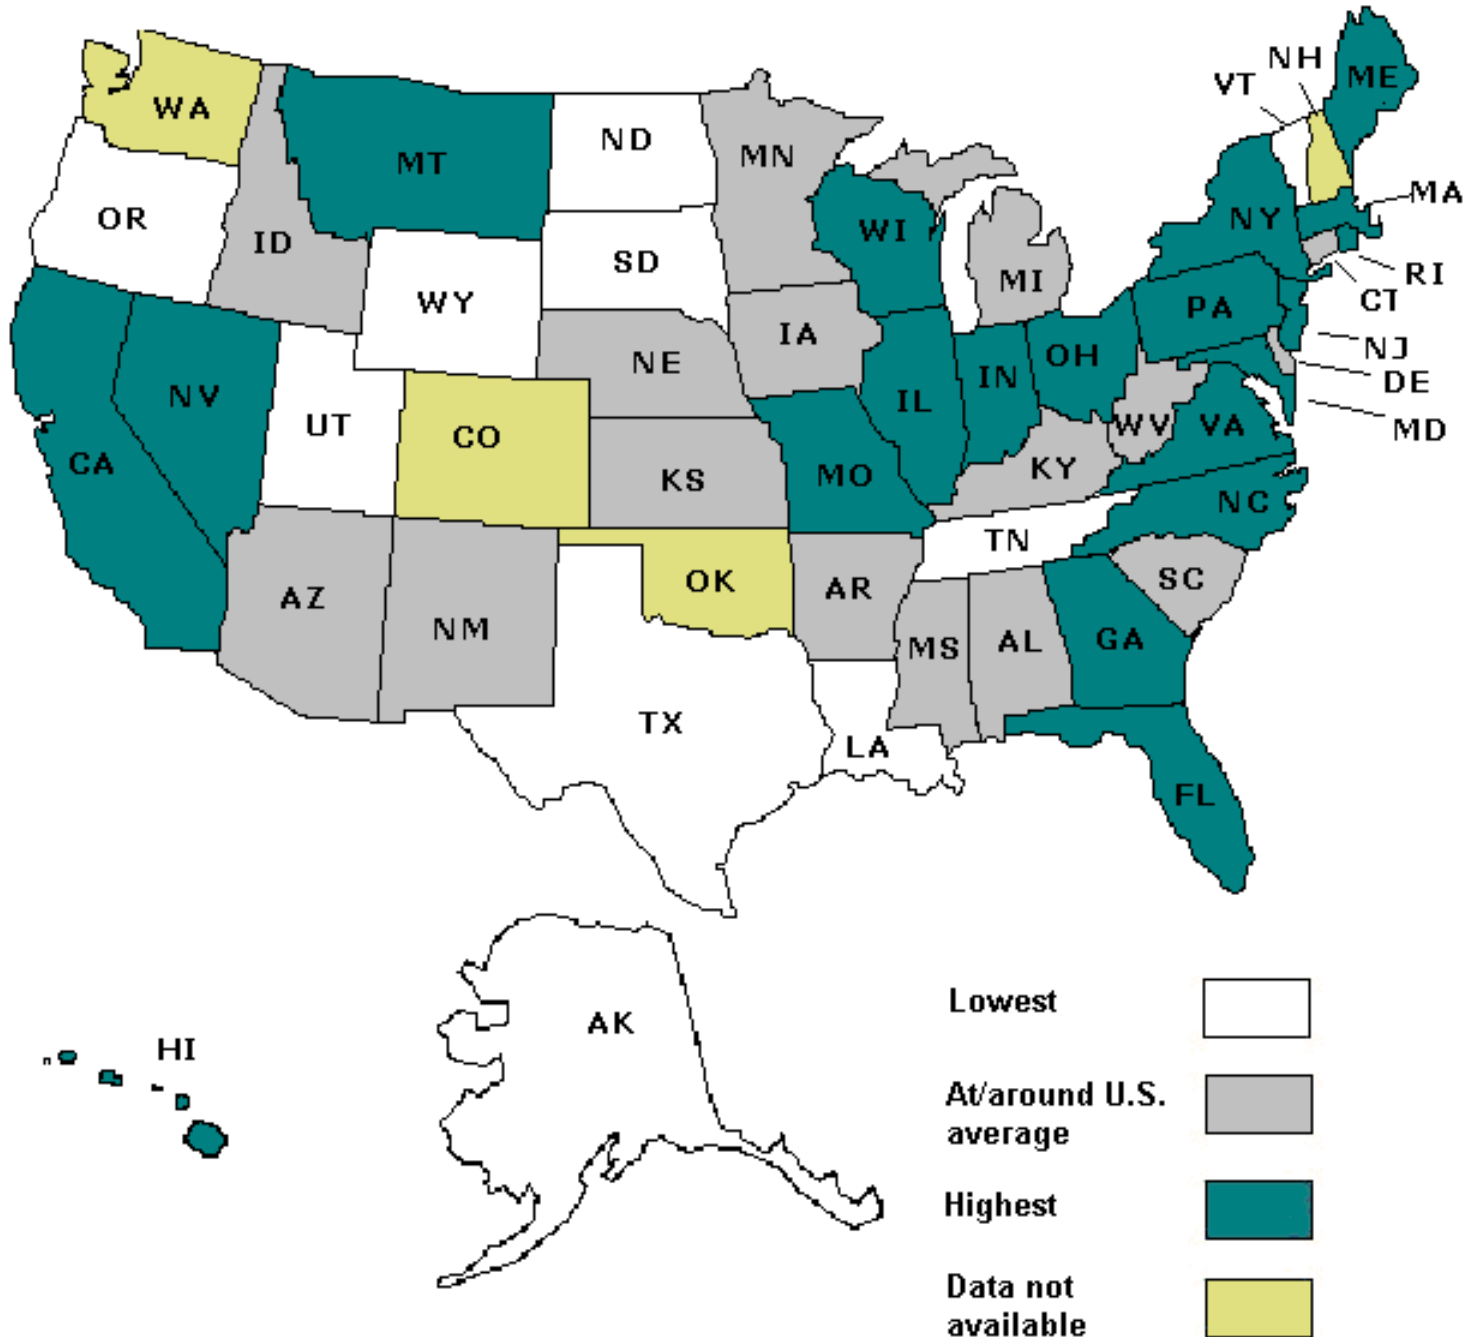 NH
VT
ME
WA
ND
MN
MT
MA
OR
NY
WI
ID
SD
RI
MI
CT
WY
PA
IA
NJ
OH
NE
IN
DE
NV
IL
UT
WV
VA
MD
CO
CA
KY
MO
KS
NC
TN
SC
OK
AR
AZ
NM
GA
AL
MS
TX
LA
FL
AK
HI
Lowest
At/around U.S.
average
Highest
Data not
available